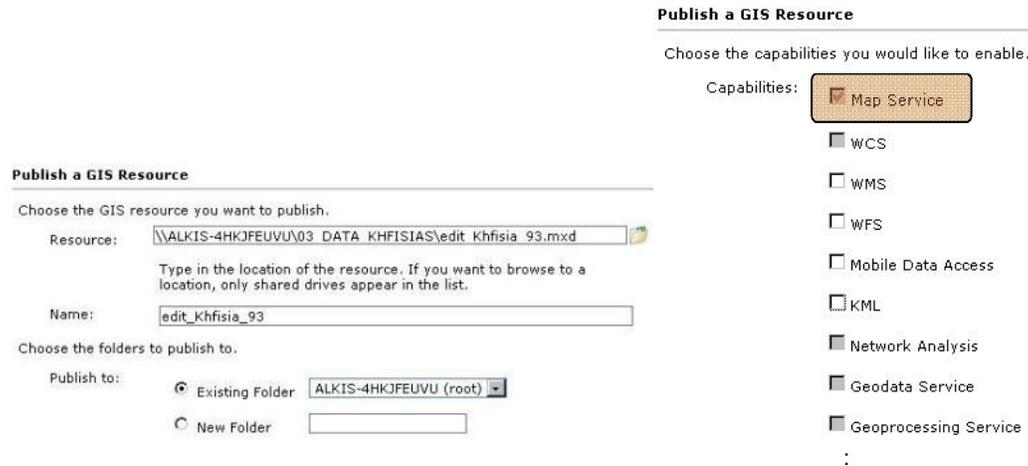 Publish a GIS Resource
Choose the GIS resource you want to publish.
Resource: \\ALKIS-4HKJFEUVU\03_DATA_KHFISIAS\edit_Khfisia_93.mxd
Type in the location of the resource. If you want to browse to a
location, only shared drives appear in the list.
Name: edit_Khfisia_93
Choose the folders to publish to.
Publish to: Existing Folder ALKIS-4HKJFEUVU (root)
New Folder
Publish a GIS Resource
Choose the capabilities you would like to enable.
Capabilities: Map Service
WCS
WMS
WFS
Mobile Data Access
KML
Network Analysis
Geodata Service
Geoprocessing Service
: